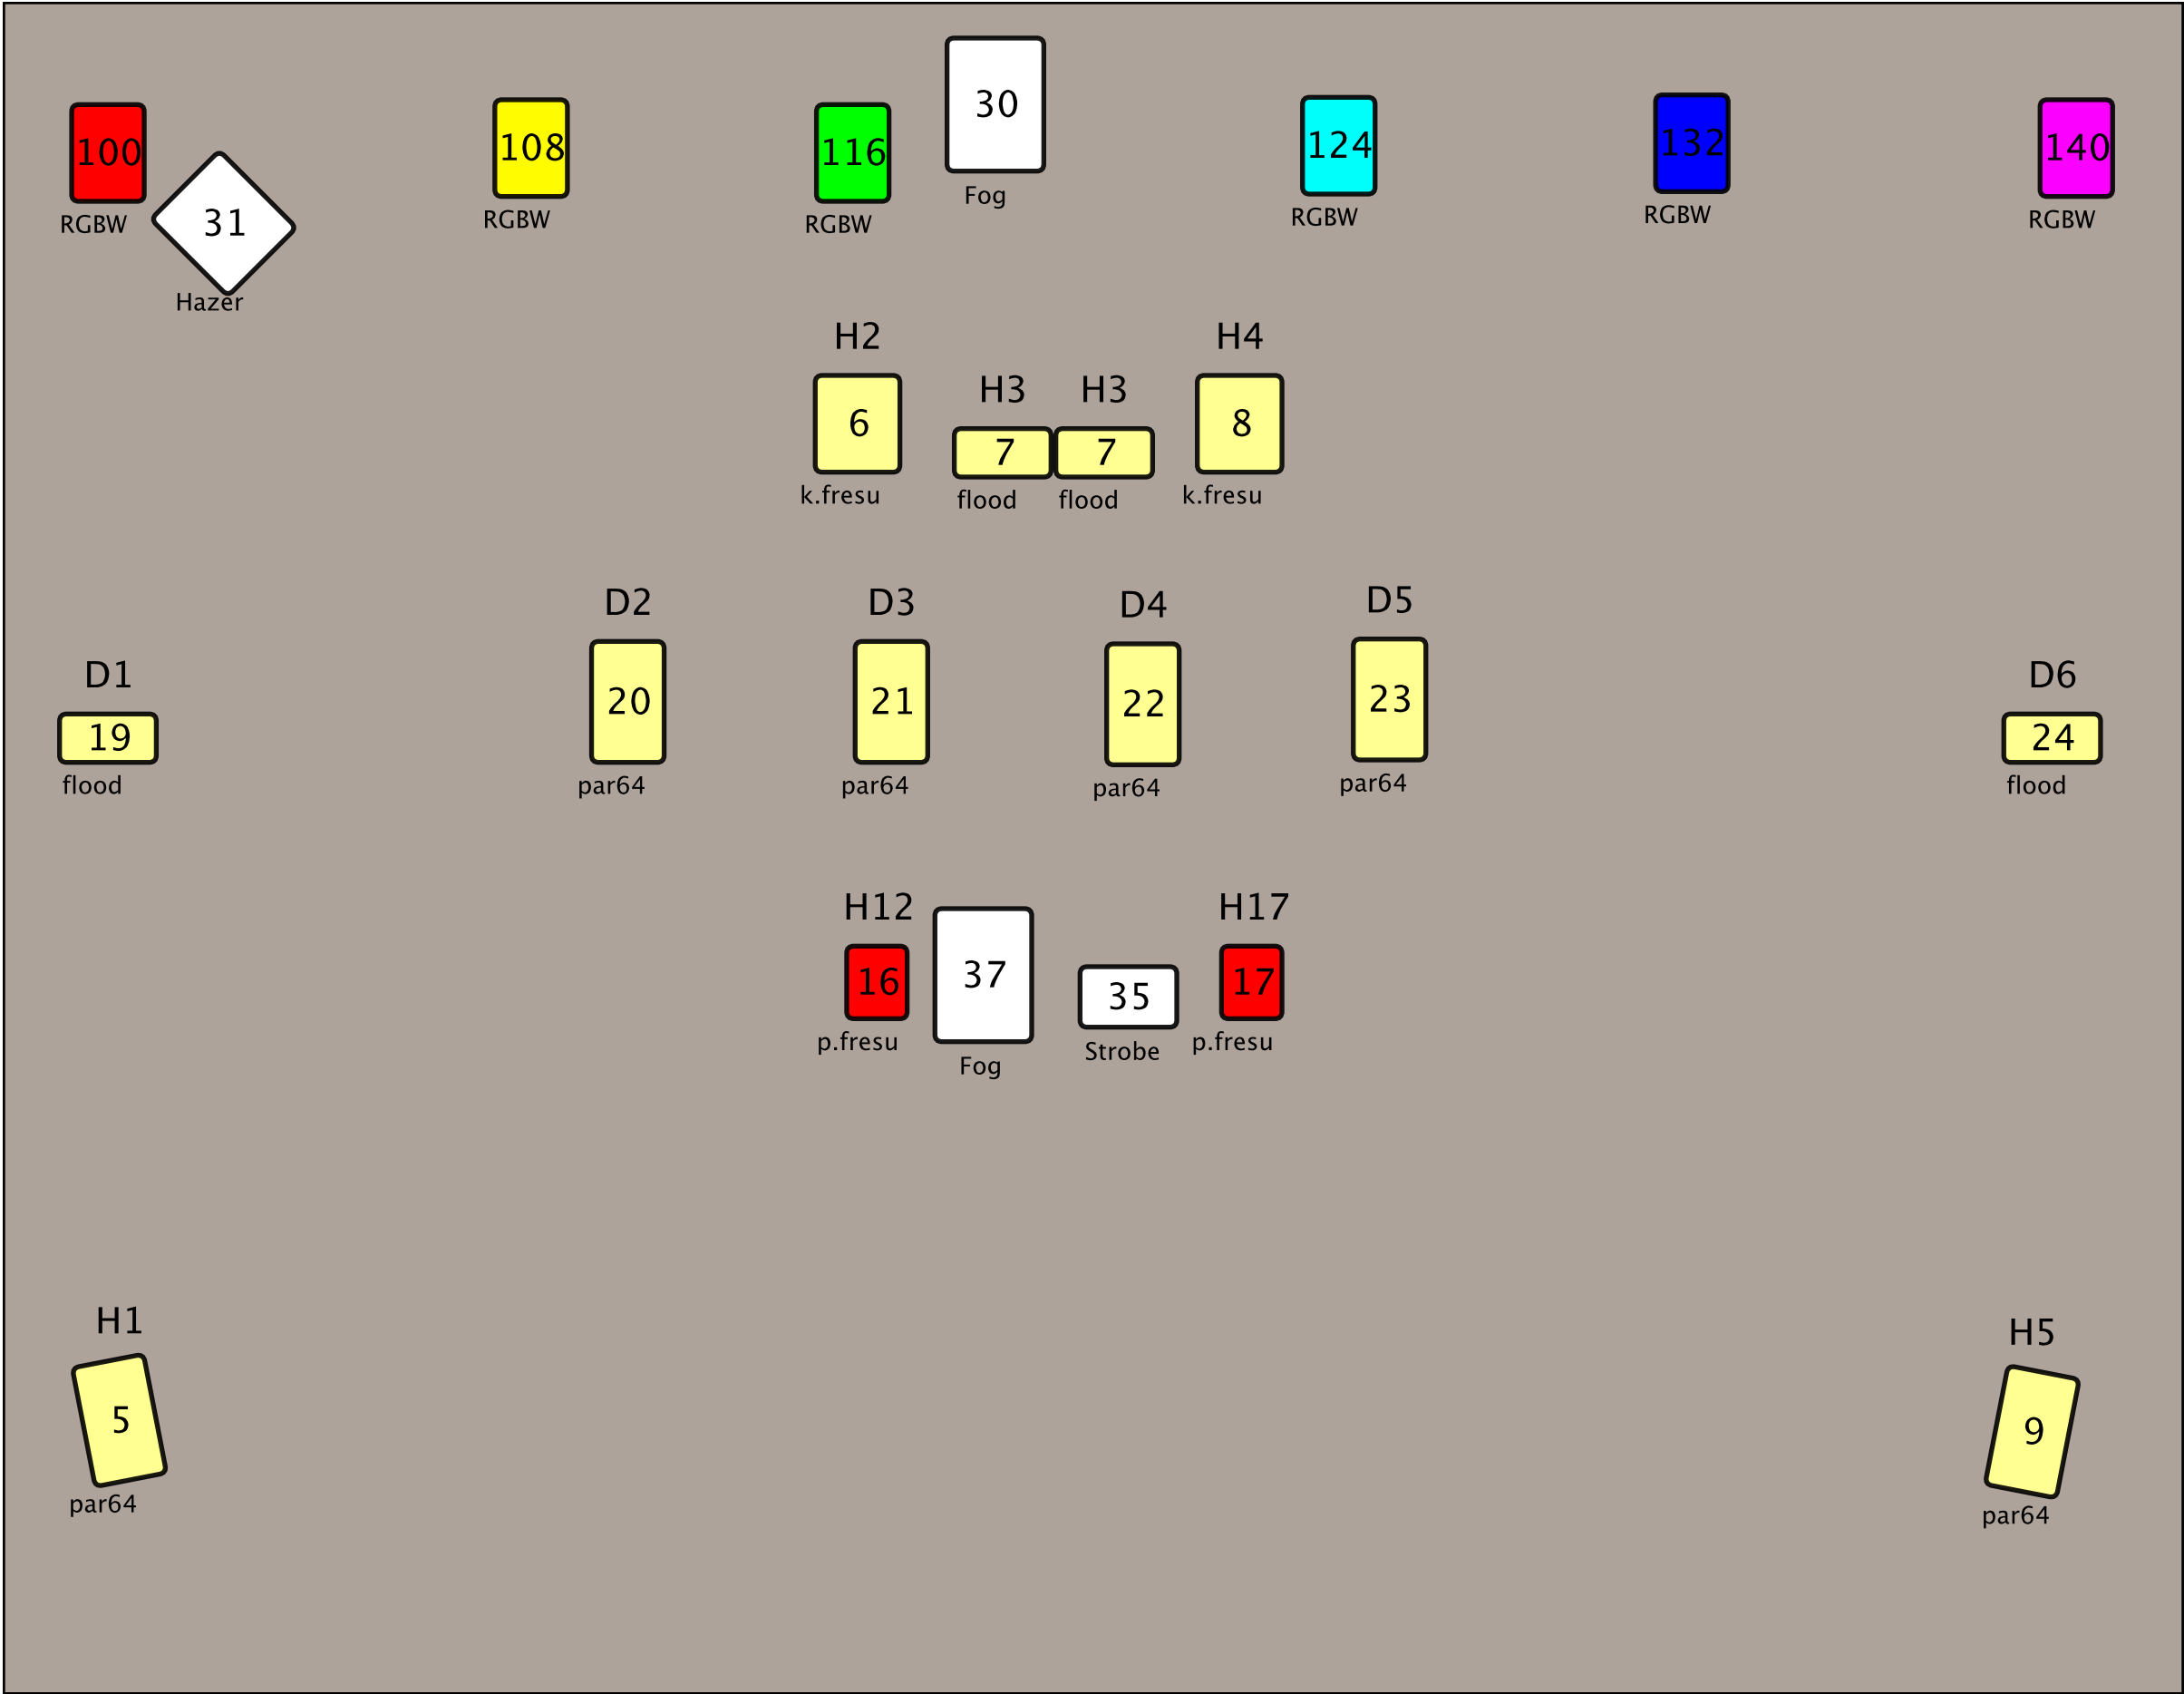 30
100
108
116
124
132
140
Fog
RGBW
31
RGBW
RGBW
RGBW
RGBW
RGBW
Hazer
H2
H3
H3
H4
6
7
7
8
k.fresu
flood
flood
k.fresu
D1
D2
D3
D4
D5
D6
19
20
21
22
23
24
flood
par64
par64
par64
par64
flood
H12
H17
16
37
35
17
p.fresu
Fog
Strobe
p.fresu
H1
H5
5
9
par64
par64